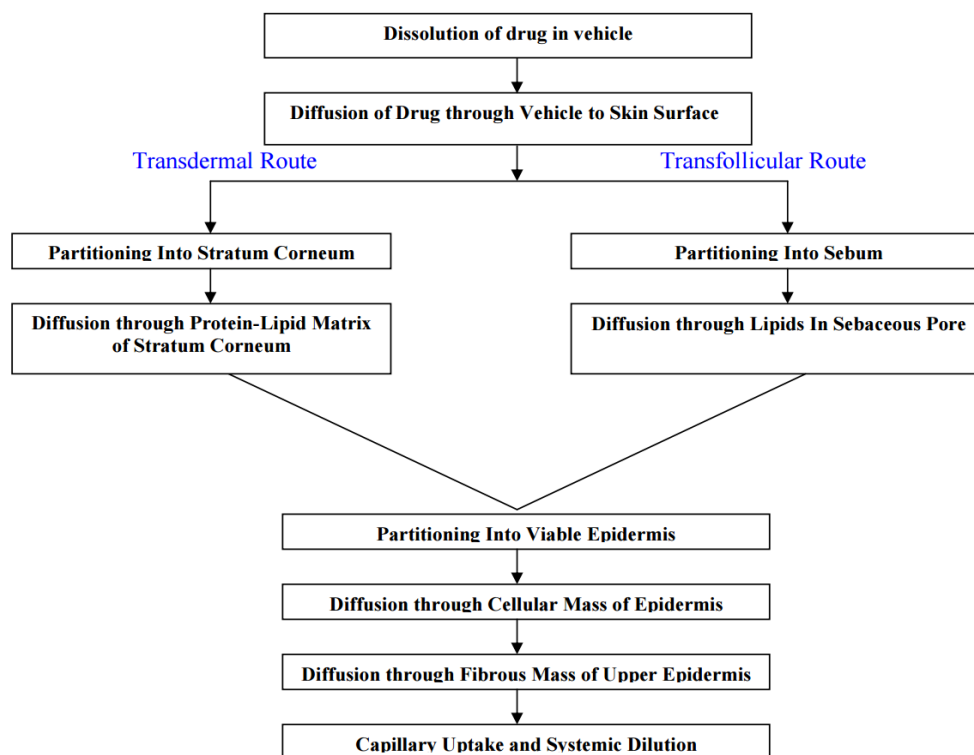 Dissolution of drug in vehicle
Diffusion of Drug through Vehicle to Skin Surface
Transdermal Route
Transfollicular Route
Partitioning Into Stratum Corneum
Partitioning Into Sebum
Diffusion through Protein-Lipid Matrix
of Stratum Corneum
Diffusion through Lipids In Sebaceous Pore
Partitioning Into Viable Epidermis
Diffusion through Cellular Mass of Epidermis
Diffusion through Fibrous Mass of Upper Epidermis
Capillary Uptake and Systemic Dilution